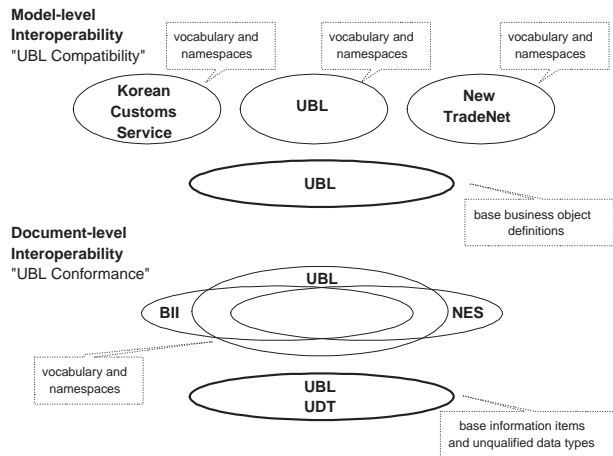 Model-level
Interoperability
"UBL Compatibility"
vocabulary and
namespaces
vocabulary and
namespaces
vocabulary and
namespaces
Korean
Customs
Service
UBL
New
TradeNet
UBL
base business object
definitions
Document-level
Interoperability
"UBL Conformance"
UBL
BII
NES
vocabulary and
namespaces
UBL
UDT
base information items
and unqualified data types